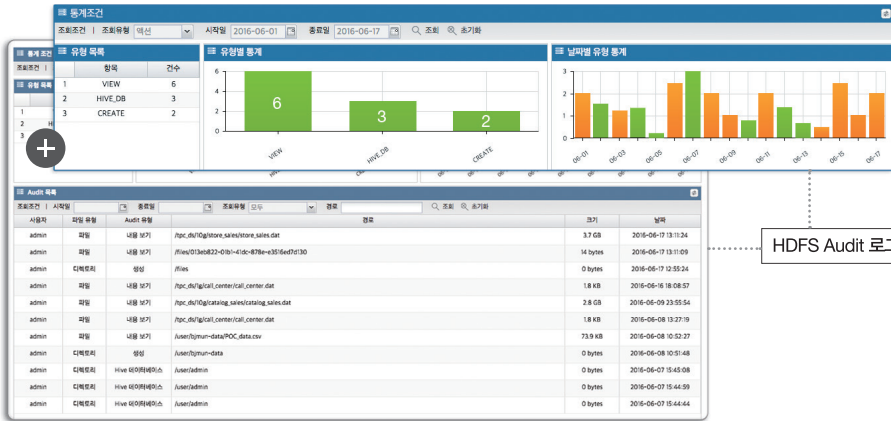 통계조건
조회조건 | 조회유형 액션 시작일 2016-06-01 종료일 2016-06-17 조회 초기화
유형 목록
항목 건수
1 VIEW 6
2 HIVE_DB 3
3 CREATE 2
유형별 통계
6
4
2
0
6
3
2
VIEW
HIVE_DB
CREATE
날짜별 유형 통계
3
2
1
0
06-01
06-03
06-05
06-07
06-09
06-11
06-13
06-15
06-17
통계 조건
조회조건 |
유형 목록
1
2
3
Audit 목록
조회조건 | 시작일 종료일 조회유형 모두 경로 조회 초기화
사용자 파일 유형 Audit 유형 경로 크기 날짜
admin 파일 내용 보기 /tpc_ds/10g/store_sales/store_sales.dat 3.7 GB 2016-06-17 13:11:24
admin 파일 내용 보기 /files/013eb822-01b1-41dc-878e-e3516ed7d130 14 bytes 2016-06-17 13:11:09
admin 디렉토리 생성 /files 0 bytes 2016-06-17 12:55:24
admin 파일 내용 보기 /tpc_ds/1g/call_center/call_center.dat 1.8 KB 2016-06-16 18:08:57
admin 파일 내용 보기 /tpc_ds/10g/catalog_sales/catalog_sales.dat 2.8 GB 2016-06-09 23:55:54
admin 파일 내용 보기 /tpc_ds/1g/call_center/call_center.dat 1.8 KB 2016-06-08 13:27:19
admin 파일 내용 보기 /user/bjmun-data/POC_data.csv 73.9 KB 2016-06-08 10:52:27
admin 디렉토리 생성 /user/bjmun-data 0 bytes 2016-06-08 10:51:48
admin 디렉토리 Hive 데이터베이스 /user/admin 0 bytes 2016-06-07 15:45:08
admin 디렉토리 Hive 데이터베이스 /user/admin 0 bytes 2016-06-07 15:44:59
admin 디렉토리 Hive 데이터베이스 /user/admin 0 bytes 2016-06-07 15:44:44
HDFS Audit 로그